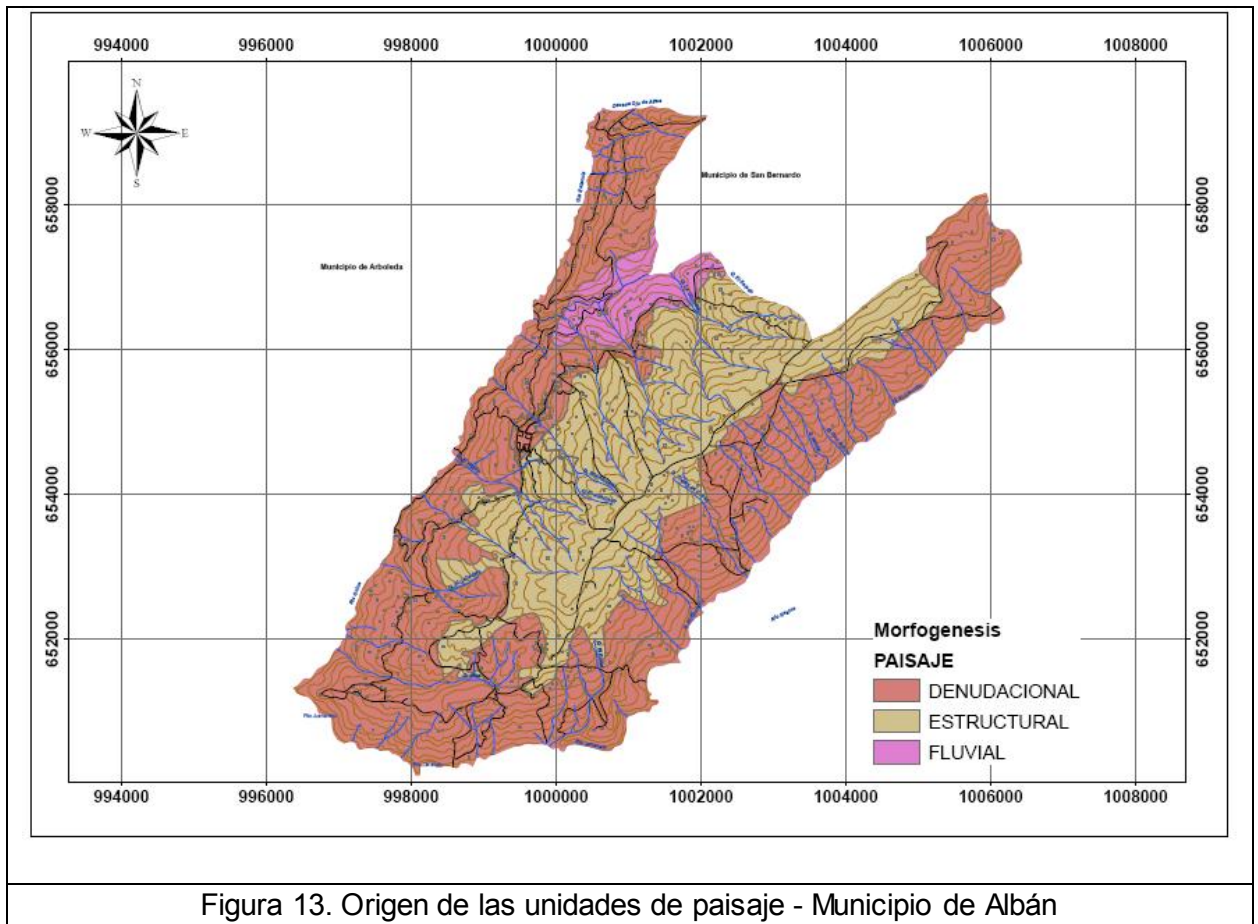 994000 996000 998000 1000000 1002000 1004000 1006000 1008000
N
W E
S
658000 658000
Municipio de San Bernardo
Municipio de Arboleda
656000 656000
654000 654000
652000 652000
Morfogenesis
PAISAJE
DENUDACIONAL
ESTRUCTURAL
FLUVIAL
994000 996000 998000 1000000 1002000 1004000 1006000 1008000
Figura 13. Origen de las unidades de paisaje - Municipio de Albán